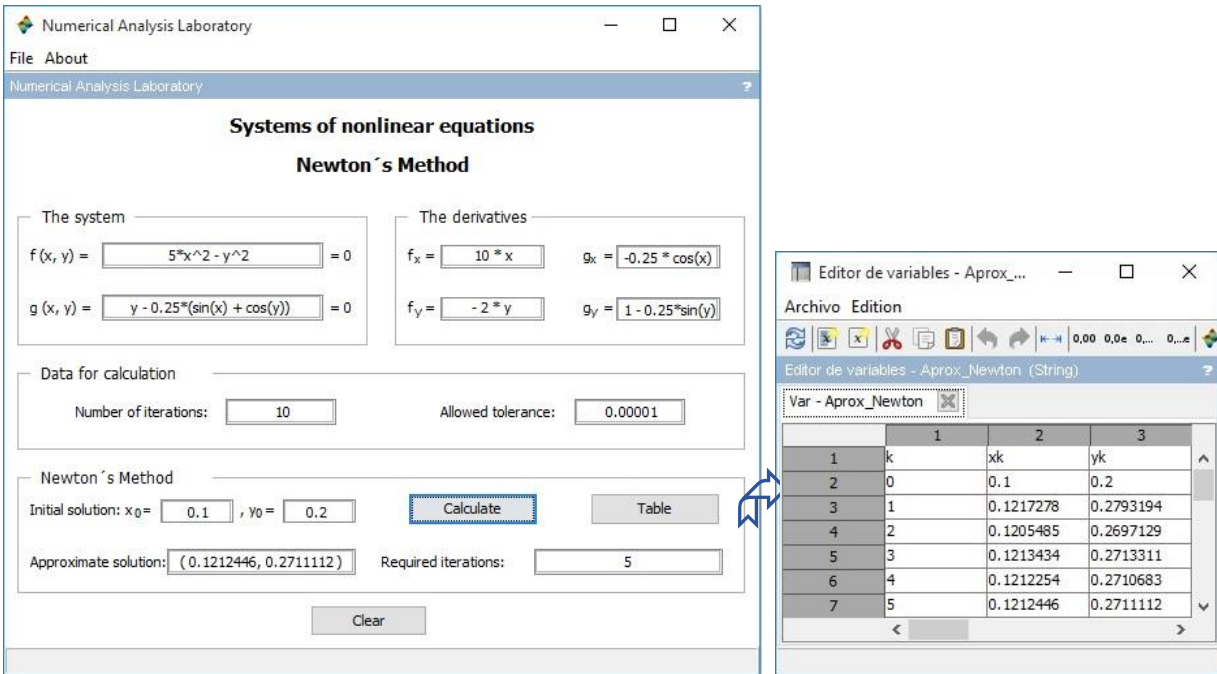 Numerical Analysis Laboratory
File About
Numerical Analysis Laboratory ?
Systems of nonlinear equations
Newton´s Method
The system
f (x, y) = 5*x^2 - y^2 = 0
g (x, y) = y - 0.25*(sin(x) + cos(y)) = 0
The derivatives
fx = 10 * x gx = -0.25 * cos(x)
fy = - 2 * y gy = 1 - 0.25*sin(y)
Data for calculation
Number of iterations: 10 Allowed tolerance: 0.00001
Newton´s Method
Initial solution: x0= 0.1 , y0 = 0.2 Calculate Table
Approximate solution: ( 0.1212446, 0.2711112 ) Required iterations: 5
Clear
Editor de variables - Aprox_...
Archivo Edition
0,00 0,0e 0,... 0,..e
Editor de variables - Aprox_Newton (String) ?
Var - Aprox_Newton
1 2 3
1 k xk yk
2 0 0.1 0.2
3 1 0.1217278 0.2793194
4 2 0.1205485 0.2697129
5 3 0.1213434 0.2713311
6 4 0.1212254 0.2710683
7 5 0.1212446 0.2711112